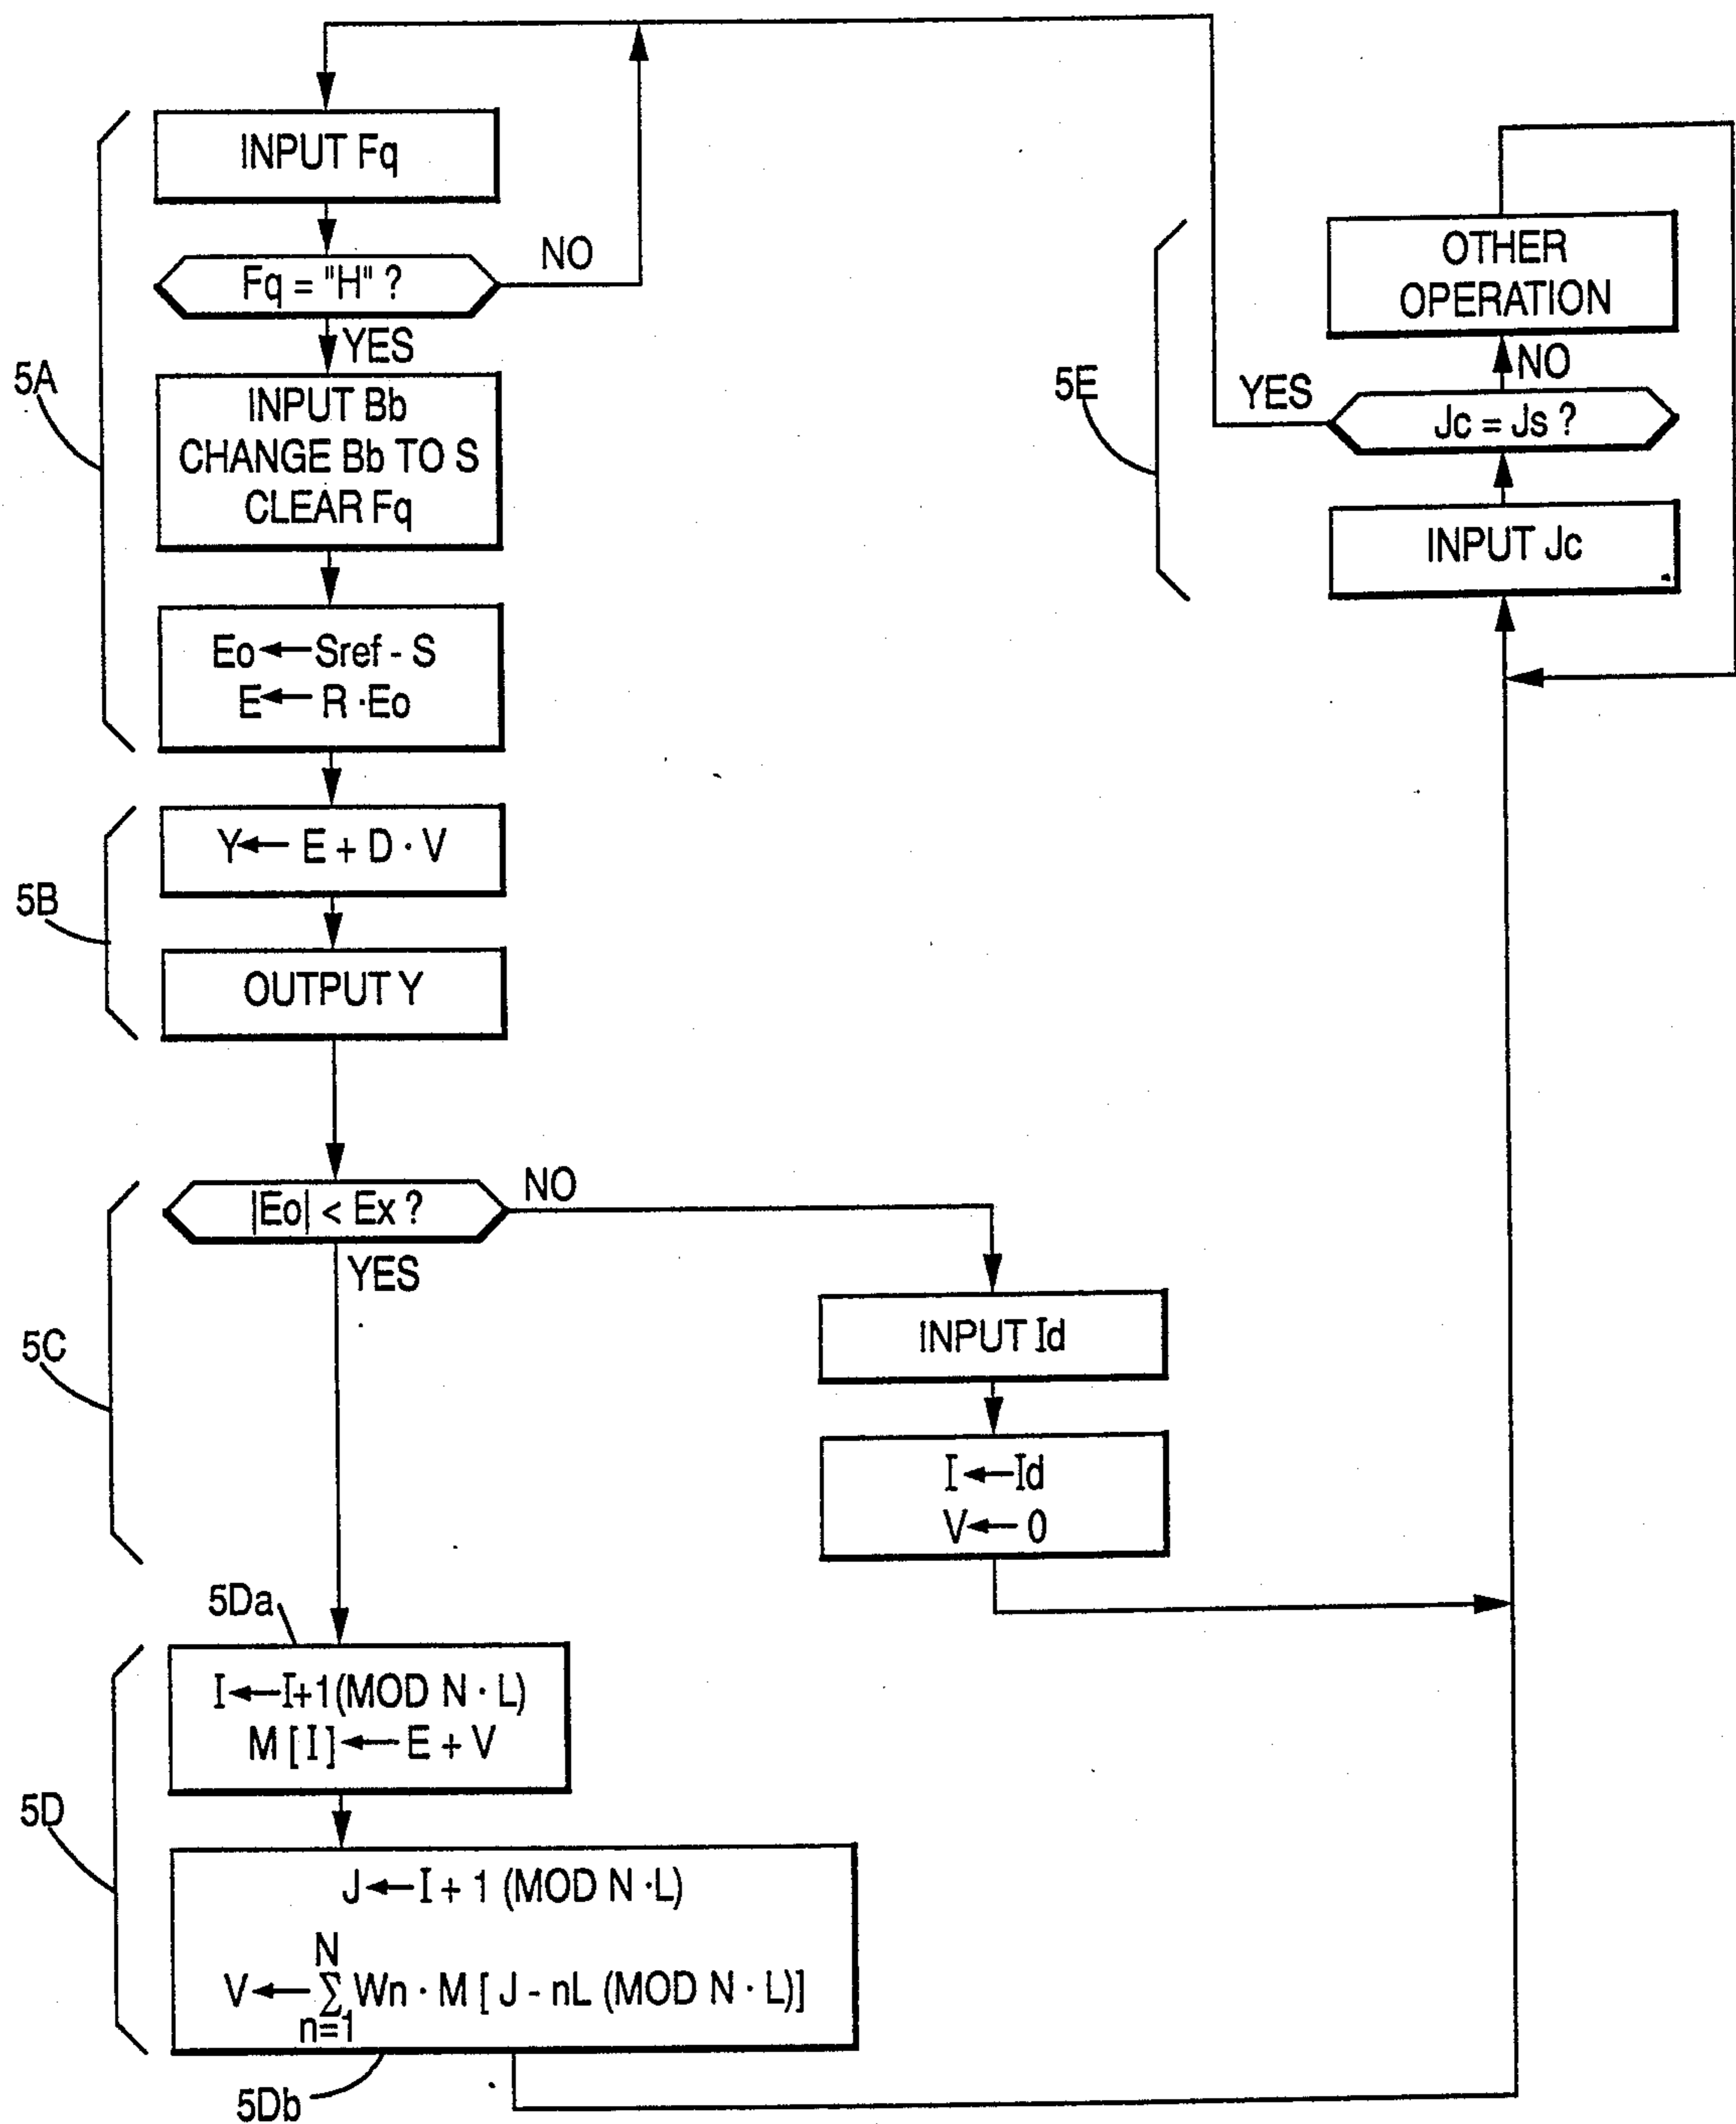 INPUT Fq
Fq = "H" ?
NO
YES
5A
INPUT Bb
CHANGE Bb TO S
CLEAR Fq
Eo ← Sref - S
E ← R · Eo
5B
Y ← E + D · V
OUTPUT Y
5C
|Eo| < Ex ?
NO
YES
INPUT Id
I ← Id
V ← 0
5Da
5D
I ← I+1 (MOD N · L)
M [ I ] ← E + V
J ← I + 1 (MOD N · L)
N
V ← Σ Wn · M [ J - nL (MOD N · L)]
n=1
5Db
5E
OTHER
OPERATION
NO
YES
Jc = Js ?
INPUT Jc